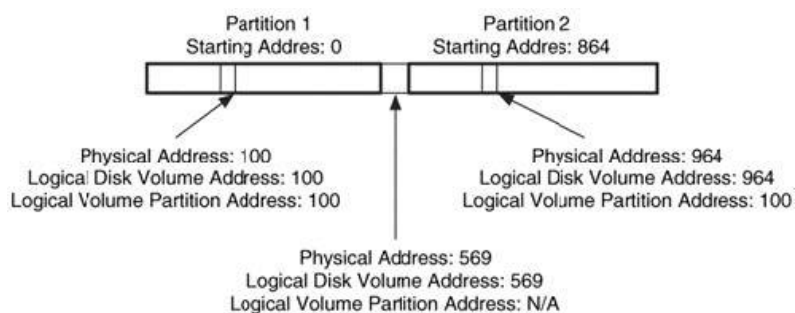 Partition 1
Starting Addres: 0
Partition 2
Starting Addres: 864
Physical Address: 100
Logical Disk Volume Address: 100
Logical Volume Partition Address: 100
Physical Address: 964
Logical Disk Volume Address: 964
Logical Volume Partition Address: 100
Physical Address: 569
Logical Disk Volume Address: 569
Logical Volume Partition Address: N/A